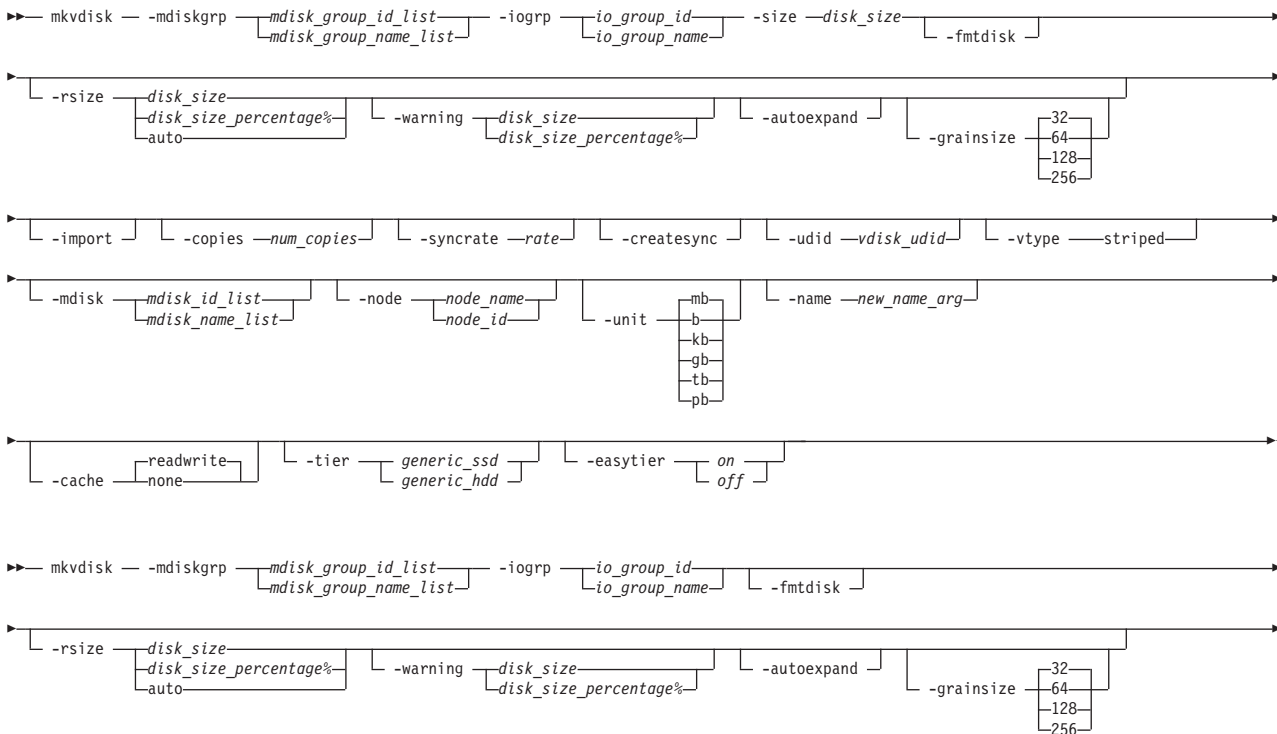 mkvdisk -mdiskgrp mdisk_group_id_list -iogrp io_group_id -size disk_size
mdisk_group_name_list io_group_name -fmtdisk
-rsize disk_size
disk_size_percentage% -warning disk_size -autoexpand 32
auto disk_size_percentage% -grainsize 64
128
256
-import -copies num_copies -syncrate rate -createsync -udid vdisk_udid -vtype striped
-mdisk mdisk_id_list -node node_name mb -name new_name_arg
mdisk_name_list node_id -unit b
kb
gb
tb
pb
readwrite -tier generic_ssd -easytier on
-cache none generic_hdd off
mkvdisk -mdiskgrp mdisk_group_id_list -iogrp io_group_id -fmtdisk
mdisk_group_name_list io_group_name
-rsize disk_size
disk_size_percentage% -warning disk_size -autoexpand 32
auto disk_size_percentage% -grainsize 64
128
256